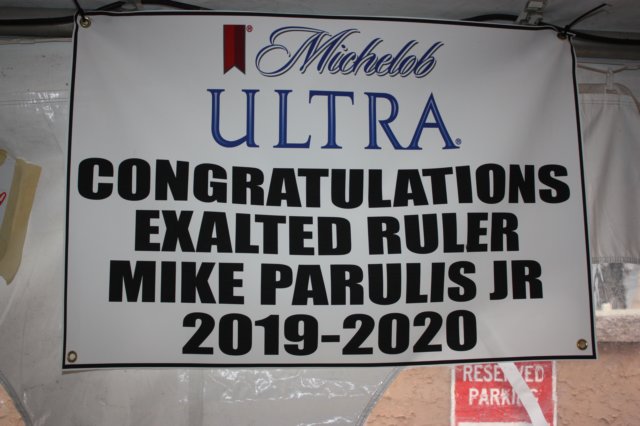 Michelob
ULTRA
CONGRATULATIONS
EXALTED RULER
MIKE PARULIS JR
2019-2020
RESERVED
PARKING